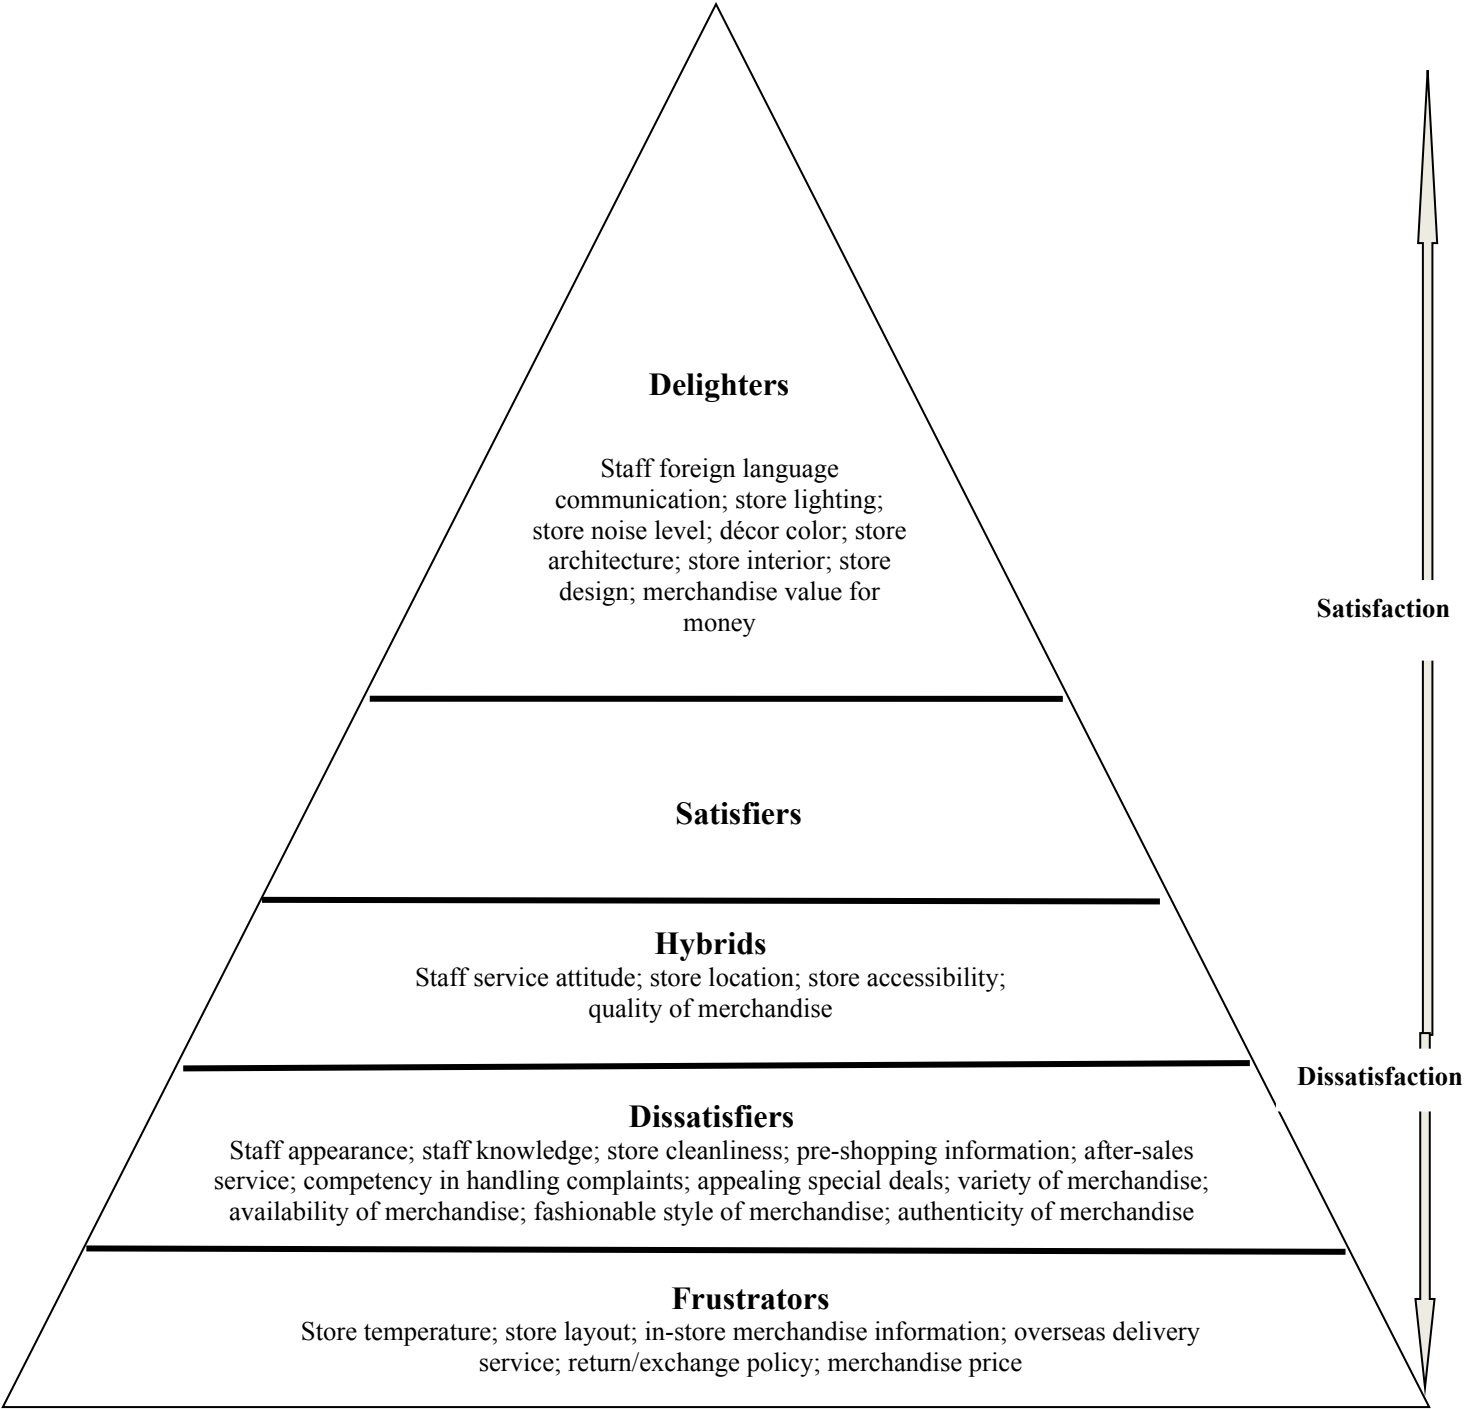 Delighters
Staff foreign language
communication; store lighting;
store noise level; décor color; store
architecture; store interior; store
design; merchandise value for
money
Satisfaction
Satisfiers
Hybrids
Staff service attitude; store location; store accessibility;
quality of merchandise
Dissatisfaction
Dissatisfiers
Staff appearance; staff knowledge; store cleanliness; pre-shopping information; after-sales
service; competency in handling complaints; appealing special deals; variety of merchandise;
availability of merchandise; fashionable style of merchandise; authenticity of merchandise
Frustrators
Store temperature; store layout; in-store merchandise information; overseas delivery
service; return/exchange policy; merchandise price